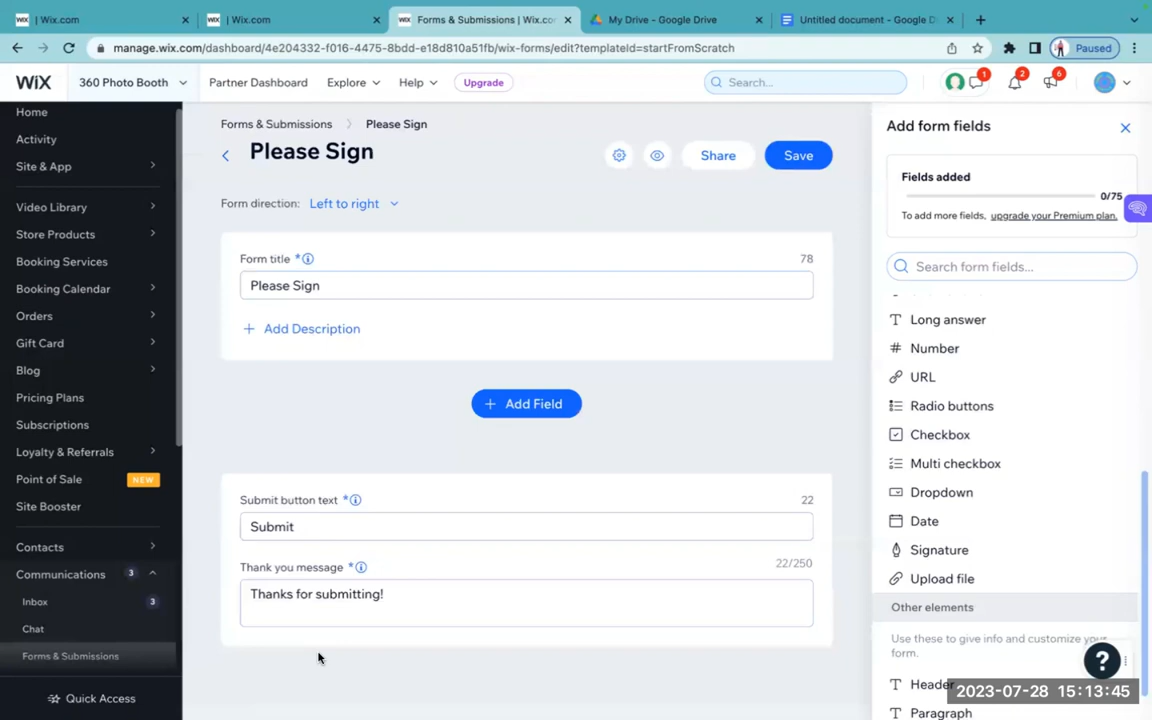 WIX | Wix.com
WIX | Wix.com
WIX Forms & Submissions | Wix.co
My Drive - Google Drive
Untitled document - Google D
manage.wix.com/dashboard/4e204332-f016-4475-8bdd-e18d810a51fb/wix-forms/edit?templateId=startFromScratch
Paused
WIX
360 Photo Booth
Partner Dashboard
Explore
Help
Upgrade
Search...
1
2
6
Home
Activity
Site & App
Video Library
Store Products
Booking Services
Booking Calendar
Orders
Gift Card
Blog
Pricing Plans
Subscriptions
Loyalty & Referrals
Point of Sale NEW
Site Booster
Contacts
Communications 3
Inbox 3
Chat
Forms & Submissions
Quick Access
Forms & Submissions > Please Sign
Please Sign
Share
Save
Form direction: Left to right
Form title * 78
Please Sign
+ Add Description
+ Add Field
Submit button text * 22
Submit
Thank you message * 22/250
Thanks for submitting!
Add form fields
Fields added
0/75
To add more fields, upgrade your Premium plan.
Search form fields...
Long answer
Number
URL
Radio buttons
Checkbox
Multi checkbox
Dropdown
Date
Signature
Upload file
Other elements
Use these to give info and customize your
form.
Header
Paragraph
?
2023-07-28 15:13:45